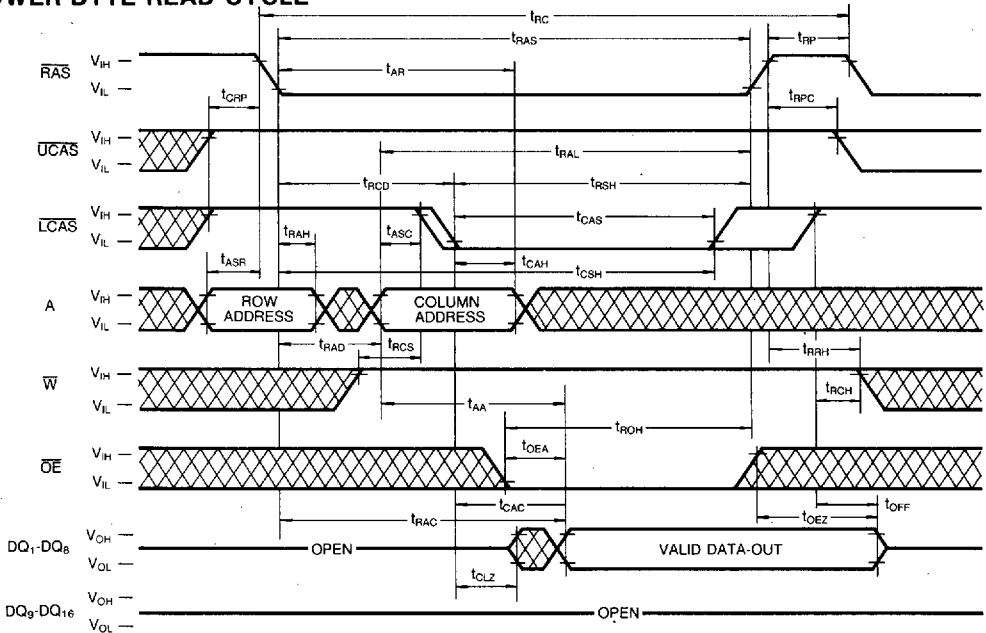 LOWER BYTE READ CYCLE
tRC
tRAS
tRP
RAS
VIH
VIL
tAR
tCRP
tRPC
UCAS
VIH
VIL
tRAL
tRCD
tRSH
LCAS
VIH
VIL
tCAS
tRAH
tASC
tCAH
tASR
tCSH
A
VIH
VIL
ROW
ADDRESS
COLUMN
ADDRESS
tRAD
tRCS
tRRH
W
VIH
VIL
tRCH
tAA
tROH
OE
VIH
VIL
tOEA
tCAC
tOFF
tRAC
tOEZ
DQ1-DQ8
VOH
VOL
OPEN
VALID DATA-OUT
tCLZ
DQ9-DQ16
VOH
VOL
OPEN